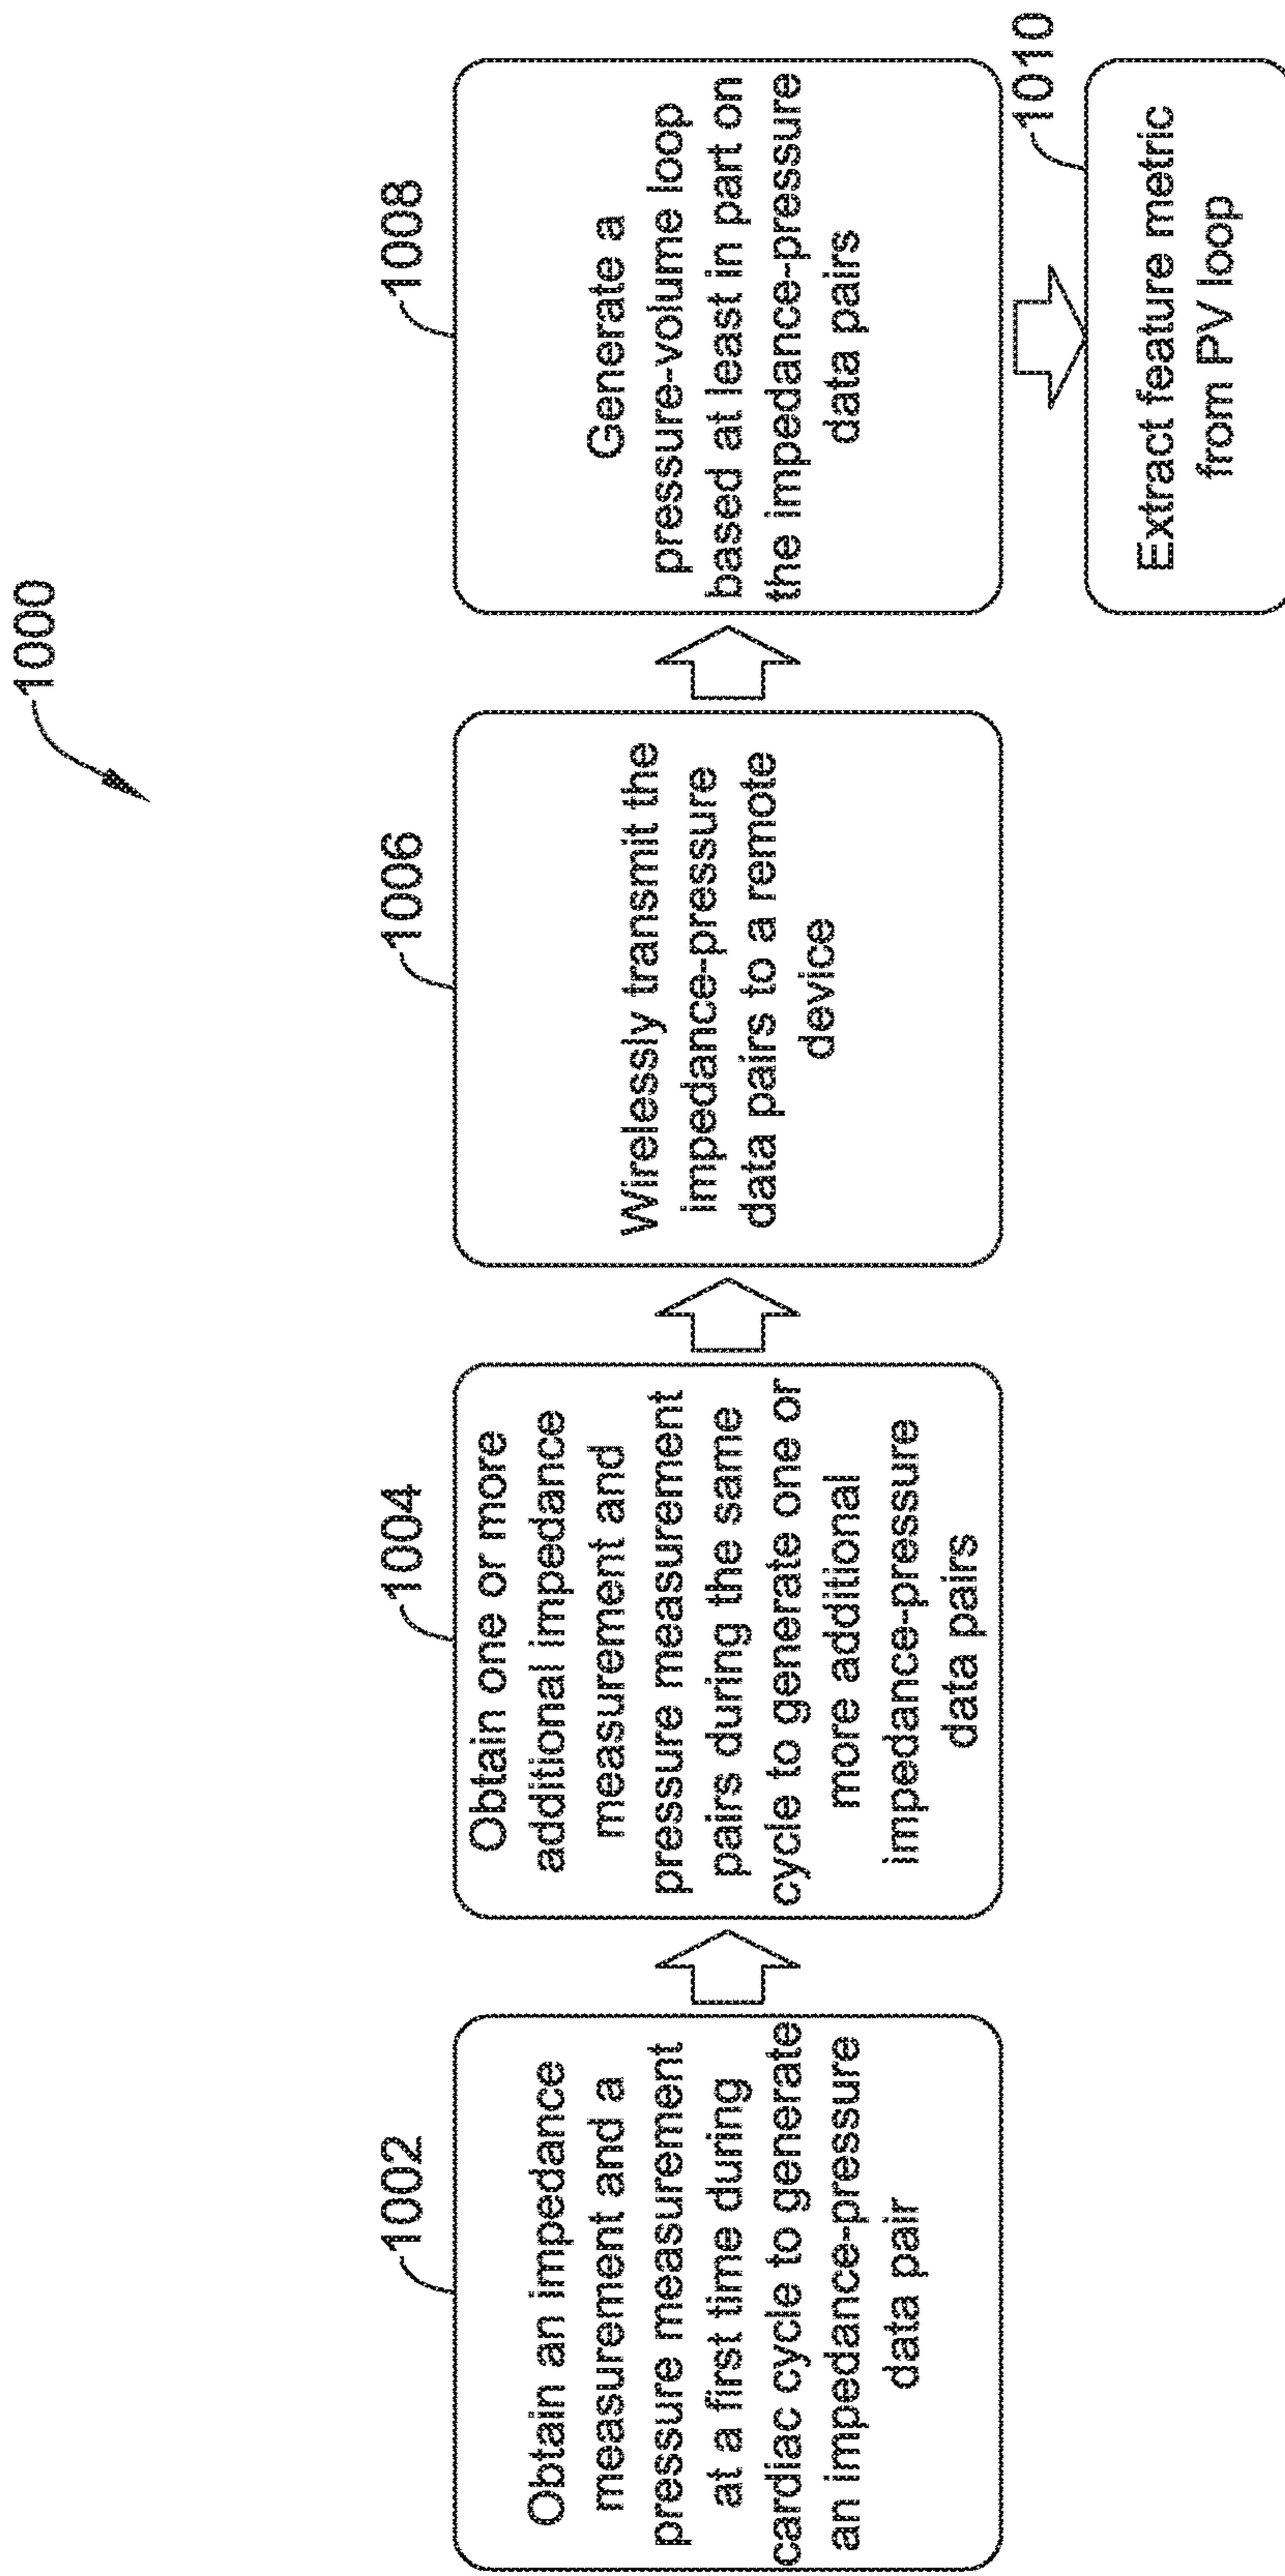 1000
1002
Obtain an impedance
measurement and a
pressure measurement
at a first time during
cardiac cycle to generate
an impedance-pressure
data pair
1004
Obtain one or more
additional impedance
measurement and
pressure measurement
pairs during the same
cycle to generate one or
more additional
impedance-pressure
data pairs
1006
Wirelessly transmit the
impedance-pressure
data pairs to a remote
device
1008
Generate a
pressure-volume loop
based at least in part on
the impedance-pressure
data pairs
1010
Extract feature metric
from PV loop